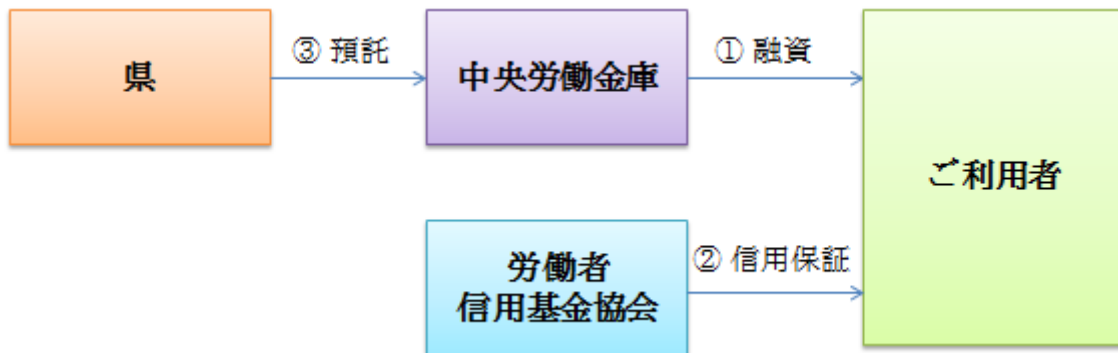 県
③ 預託
中央労働金庫
① 融資
ご利用者
労働者
信用基金協会
② 信用保証